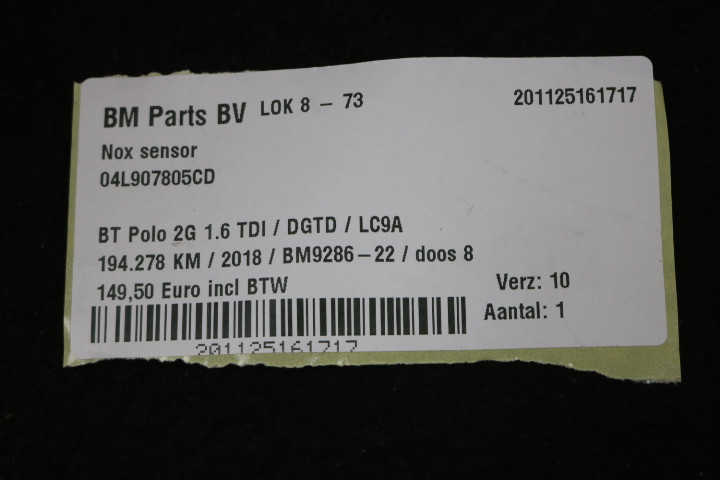 BM Parts BV LOK 8 – 73 201125161717
Nox sensor
04L907805CD
BT Polo 2G 1.6 TDI / DGTD / LC9A
194.278 KM / 2018 / BM9286–22 / doos 8
149,50 Euro incl BTW Verz: 10
Aantal: 1
201125161717